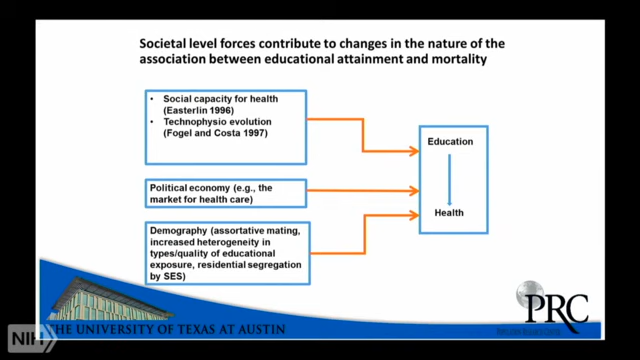 Societal level forces contribute to changes in the nature of the
association between educational attainment and mortality
• Social capacity for health
(Easterlin 1996)
• Technophysio evolution
(Fogel and Costa 1997)
Political economy (e.g., the
market for health care)
Demography (assortative mating,
increased heterogeneity in
types/quality of educational
exposure, residential segregation
by SES)
Education
Health
NIH
THE UNIVERSITY OF TEXAS AT AUSTIN
PRC